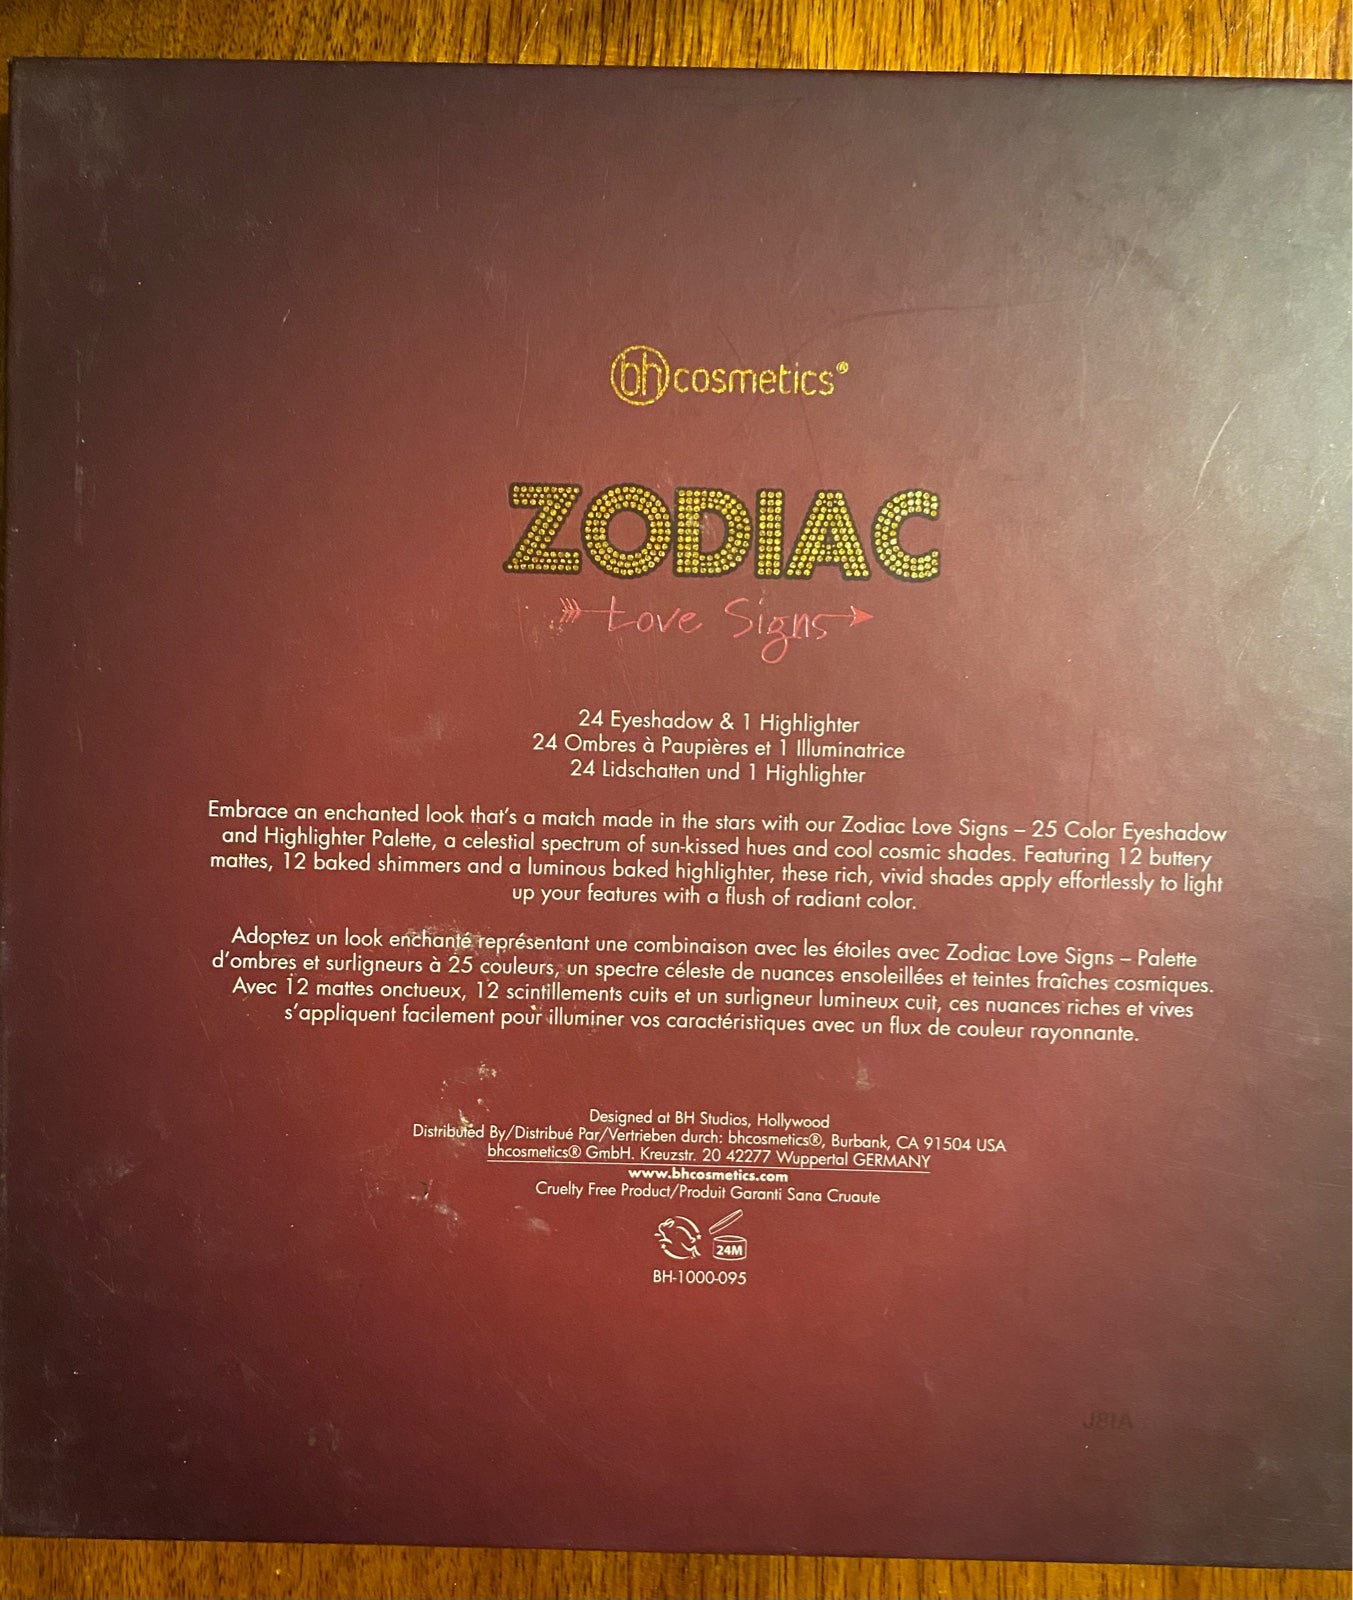 bh cosmetics®
ZODIAC
Love Signs
24 Eyeshadow & 1 Highlighter
24 Ombres à Paupières et 1 Illuminatrice
24 Lidschatten und 1 Highlighter
Embrace an enchanted look that's a match made in the stars with our Zodiac Love Signs – 25 Color Eyeshadow
and Highlighter Palette, a celestial spectrum of sun-kissed hues and cool cosmic shades. Featuring 12 buttery
mattes, 12 baked shimmers and a luminous baked highlighter, these rich, vivid shades apply effortlessly to light
up your features with a flush of radiant color.
Adoptez un look enchanté représentant une combinaison avec les étoiles avec Zodiac Love Signs – Palette
d'ombres et surligneurs à 25 couleurs, un spectre céleste de nuances ensoleillées et teintes fraîches cosmiques.
Avec 12 mattes onctueux, 12 scintillements cuits et un surligneur lumineux cuit, ces nuances riches et vives
s'appliquent facilement pour illuminer vos caractéristiques avec un flux de couleur rayonnante.
Designed at BH Studios, Hollywood
Distributed By/Distribué Par/Vertrieben durch: bhcosmetics®, Burbank, CA 91504 USA
bhcosmetics® GmbH. Kreuzstr. 20 42277 Wuppertal GERMANY
www.bhcosmetics.com
Cruelty Free Product/Produit Garanti Sana Cruaute
24M
BH-1000-095